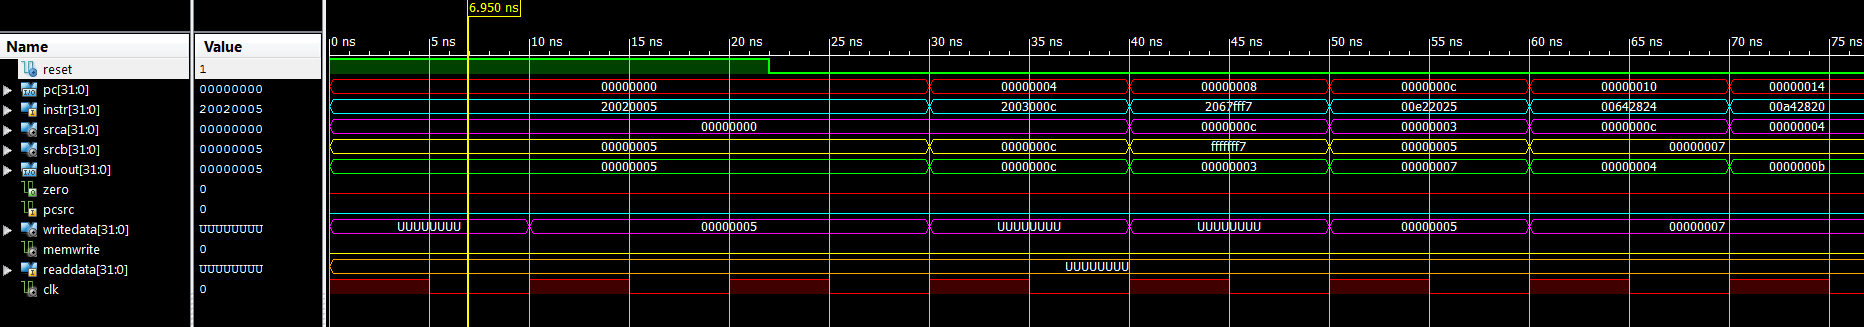 6.950 ns
Name Value 0 ns 5 ns 10 ns 15 ns 20 ns 25 ns 30 ns 35 ns 40 ns 45 ns 50 ns 55 ns 60 ns 65 ns 70 ns 75 ns
reset 1
pc[31:0] 00000000 00000000 00000004 00000008 0000000c 00000010 00000014
instr[31:0] 20020005 20020005 2003000c 2067fff7 00e22025 00642824 00a42820
srca[31:0] 00000000 00000000 0000000c 00000003 0000000c 00000004
srcb[31:0] 00000005 00000005 0000000c fffffff7 00000005 00000007
aluout[31:0] 00000005 00000005 0000000c 00000003 00000007 00000004 0000000b
zero 0
pcsrc 0
writedata[31:0] UUUUUUUU UUUUUUUU 00000005 UUUUUUUU UUUUUUUU 00000005 00000007
memwrite 0
readdata[31:0] UUUUUUUU UUUUUUUU
clk 0